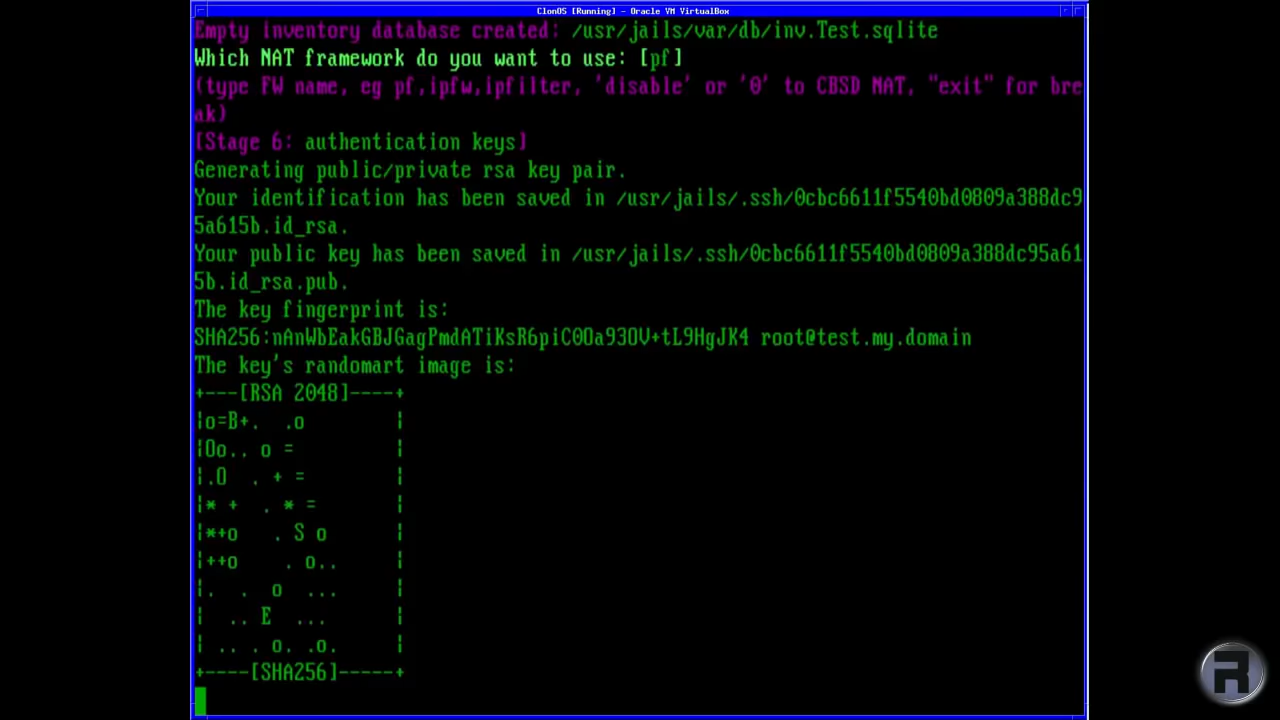 ClonOS [Running] - Oracle VM VirtualBox
Empty inventory database created: /usr/jails/var/db/inv.Test.sqlite
Which NAT framework do you want to use: [pf]
(type FW name, eg pf,ipfw,ipfilter, 'disable' or '0' to CBSD NAT, "exit" for bre
ak)
[Stage 6: authentication keys]
Generating public/private rsa key pair.
Your identification has been saved in /usr/jails/.ssh/0cbc6611f5540bd0809a388dc9
5a615b.id_rsa.
Your public key has been saved in /usr/jails/.ssh/0cbc6611f5540bd0809a388dc95a61
5b.id_rsa.pub.
The key fingerprint is:
SHA256:nAnWbEakGBJGagPmdATiKsR6piC0Oa93OV+tL9HgJK4 root@test.my.domain
The key's randomart image is:
+---[RSA 2048]----+
|o=B+.  .o        |
|Oo.. o =         |
|.O  . + =        |
|* +  . * =       |
|*+o   . S o      |
|++o    . o..     |
|.  .  o  ...     |
|  .. E  ...      |
| .. . o. .o.     |
+----[SHA256]-----+
R